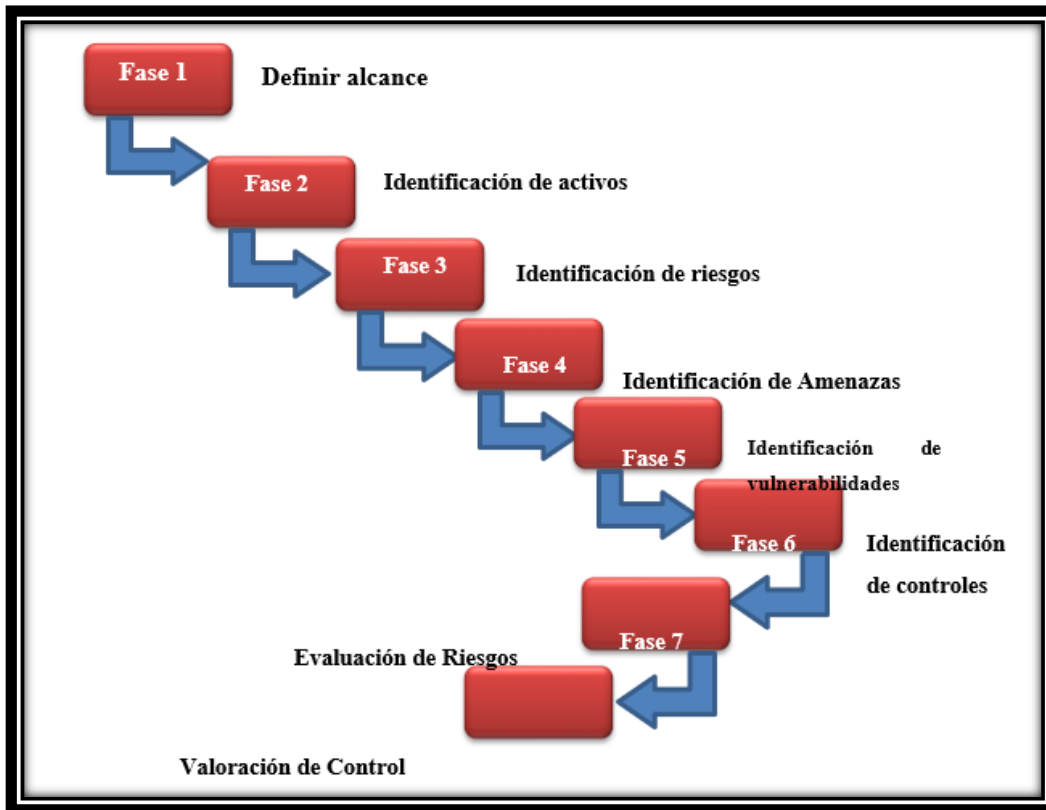 Fase 1
Definir alcance
Fase 2
Identificación de activos
Fase 3
Identificación de riesgos
Fase 4
Identificación de Amenazas
Fase 5
Identificación de
vulnerabilidades
Fase 6
Identificación
de controles
Fase 7
Evaluación de Riesgos
Valoración de Control